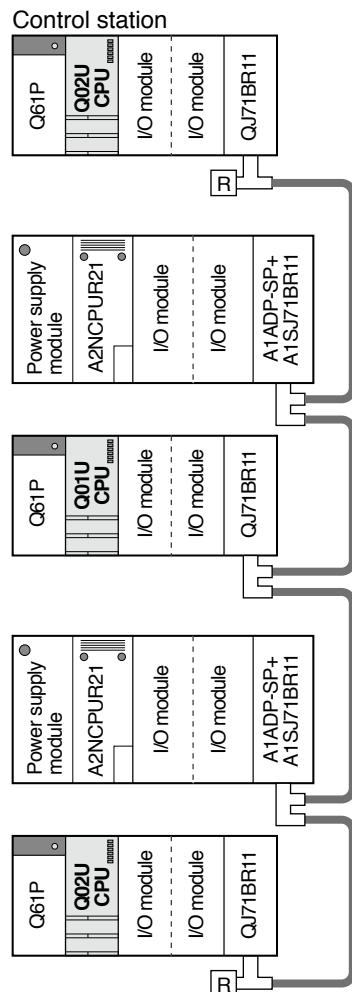 Control station
Q61P
Q02U
CPU
I/O module
I/O module
QJ71BR11
R
Power supply
module
A2NCPUR21
I/O module
I/O module
A1ADP-SP+
A1SJ71BR11
Q61P
Q01U
CPU
I/O module
I/O module
QJ71BR11
Power supply
module
A2NCPUR21
I/O module
I/O module
A1ADP-SP+
A1SJ71BR11
Q61P
Q02U
CPU
I/O module
I/O module
QJ71BR11
R